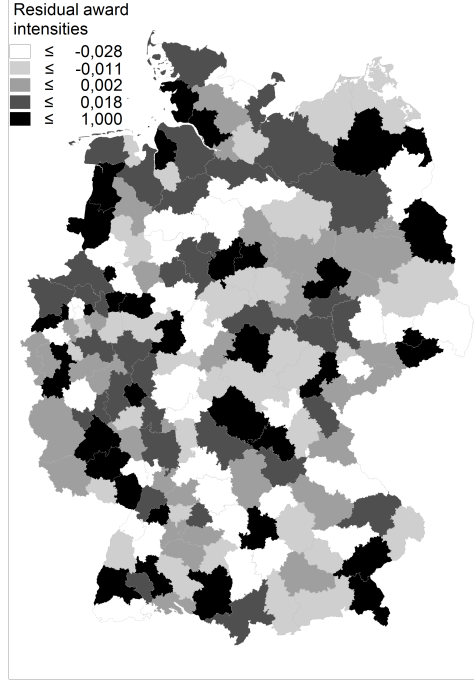 Residual award
intensities
≤ -0,028
≤ -0,011
≤ 0,002
≤ 0,018
≤ 1,000